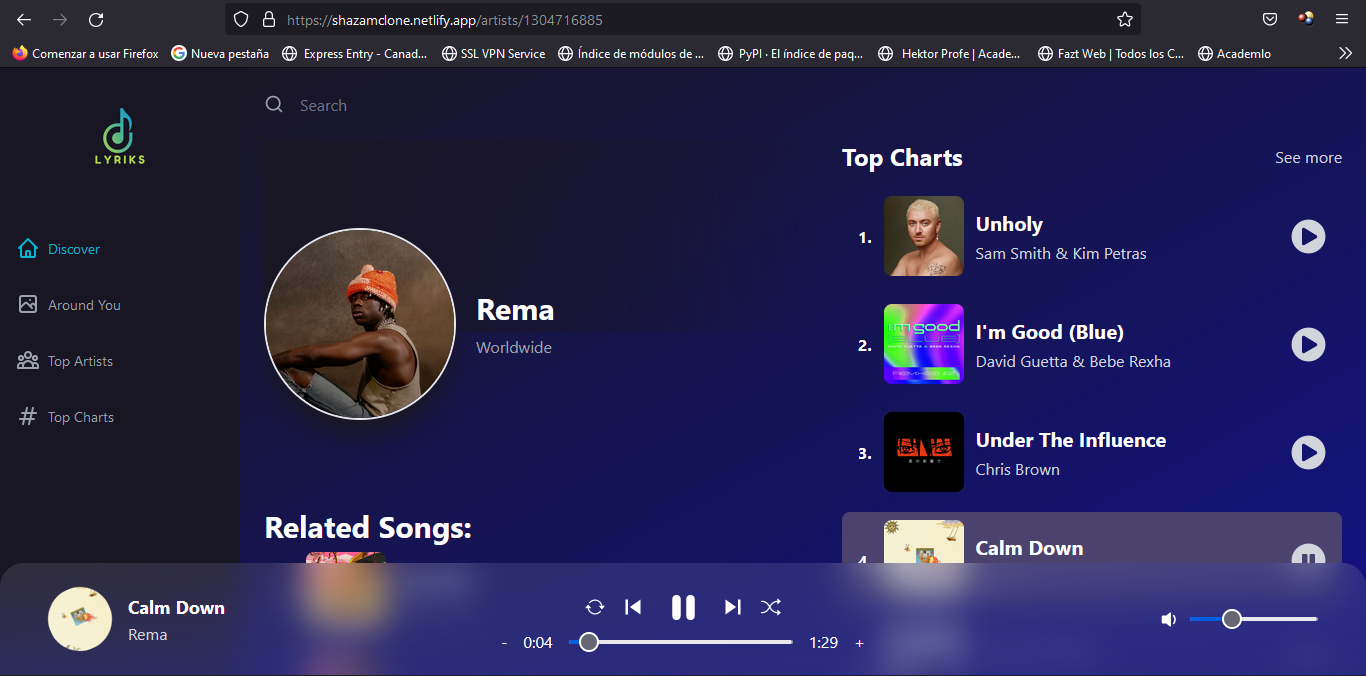 https://shazamclone.netlify.app/artists/1304716885
Comenzar a usar Firefox
Nueva pestaña
Express Entry - Canad...
SSL VPN Service
Índice de módulos de ...
PyPI · El índice de paq...
Hektor Profe | Acade...
Fazt Web | Todos los C...
Academlo
LYRIKS
Discover
Around You
Top Artists
Top Charts
Search
Rema
Worldwide
Related Songs:
Top Charts
See more
1.
Unholy
Sam Smith & Kim Petras
2.
im good
BLUE
I'm Good (Blue)
David Guetta & Bebe Rexha
3.
Under The Influence
Chris Brown
4.
Calm Down
Calm Down
Rema
- 0:04
1:29 +